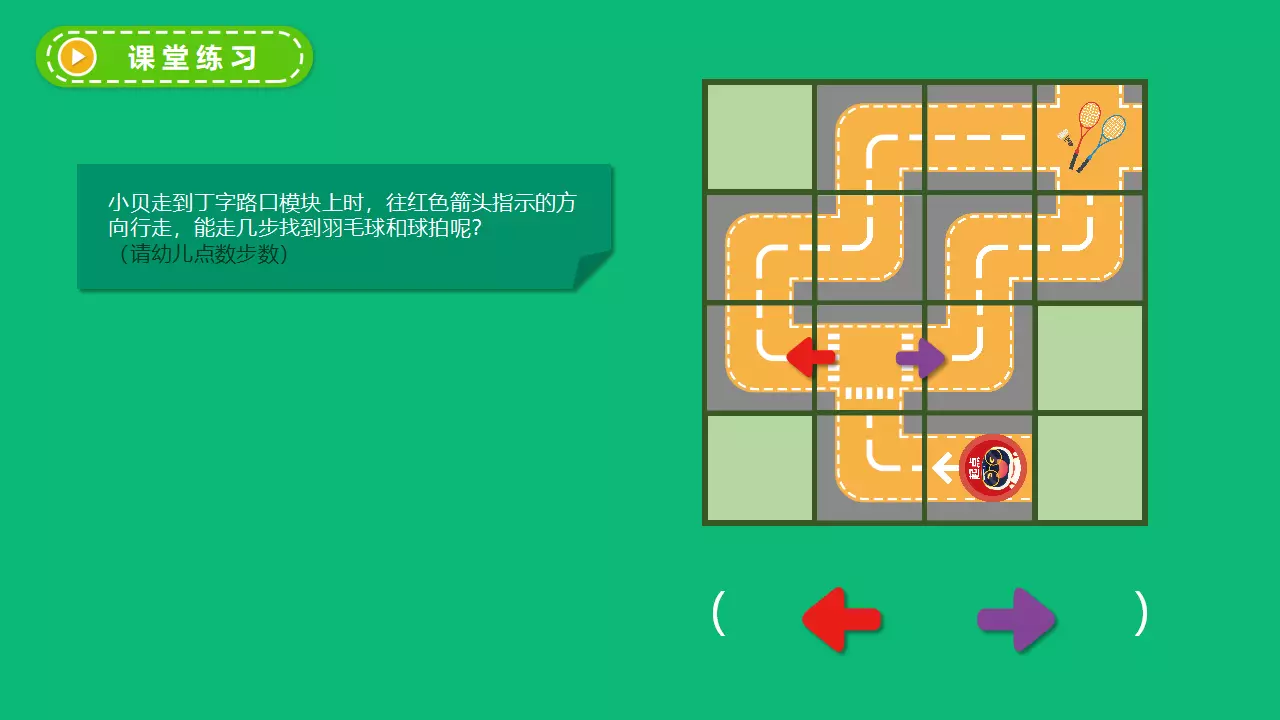 课堂练习
小贝走到丁字路口模块上时，往红色箭头指示的方
向行走，能走几步找到羽毛球和球拍呢？
（请幼儿点数步数）
起点
（ ）